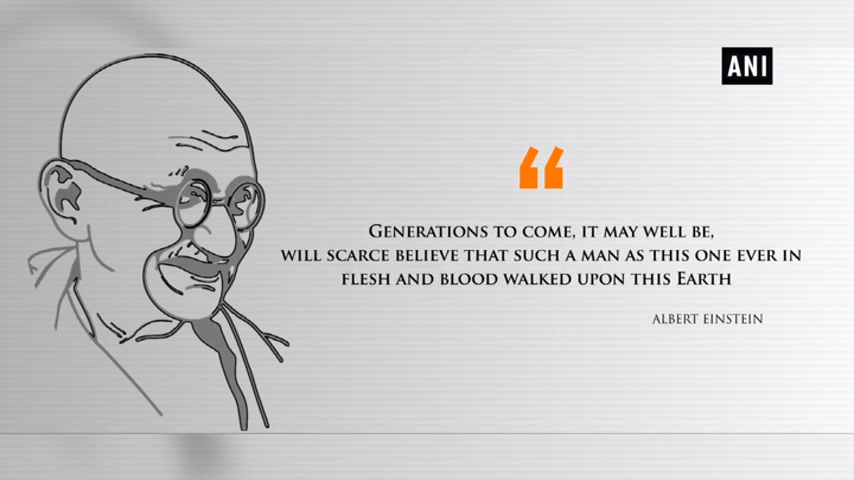 ANI
“
Generations to come, it may well be,
will scarce believe that such a man as this one ever in
flesh and blood walked upon this Earth
Albert Einstein